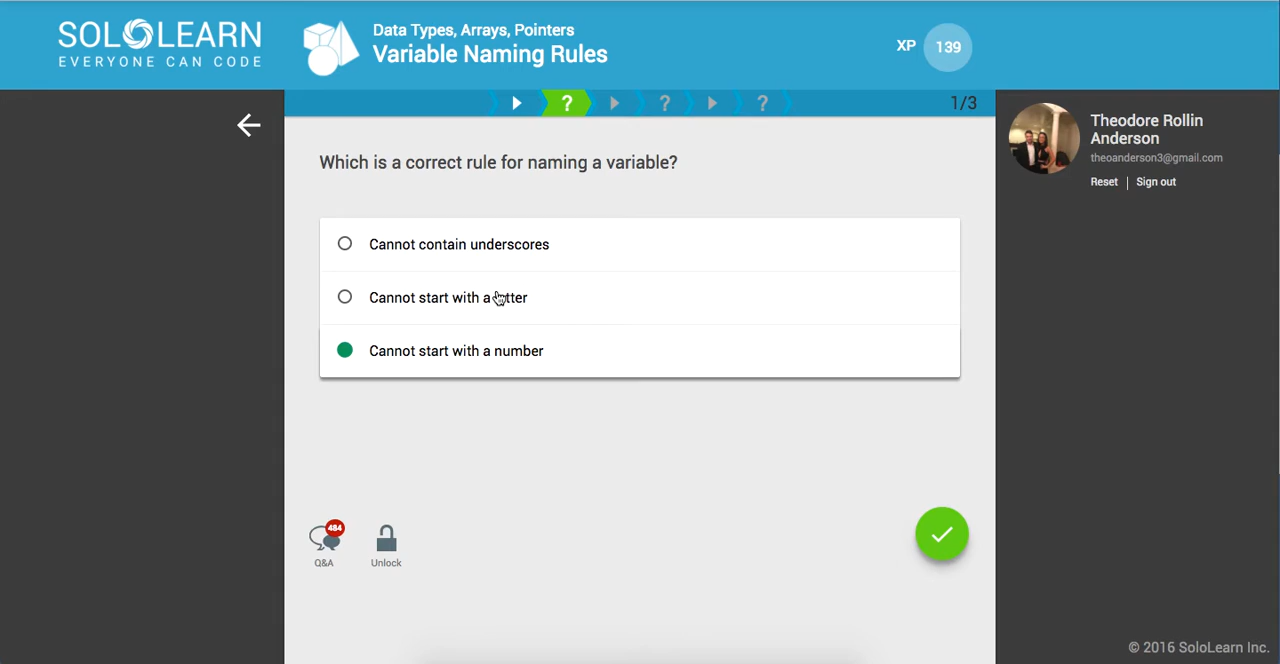 SOLOLEARN
EVERYONE CAN CODE
Data Types, Arrays, Pointers
Variable Naming Rules
XP 139
? ? ? 1/3
Theodore Rollin
Anderson
theoanderson3@gmail.com
Reset | Sign out
Which is a correct rule for naming a variable?
Cannot contain underscores
Cannot start with a
Cannot start with a number
484
Q&A
Unlock
© 2016 SoloLearn Inc.